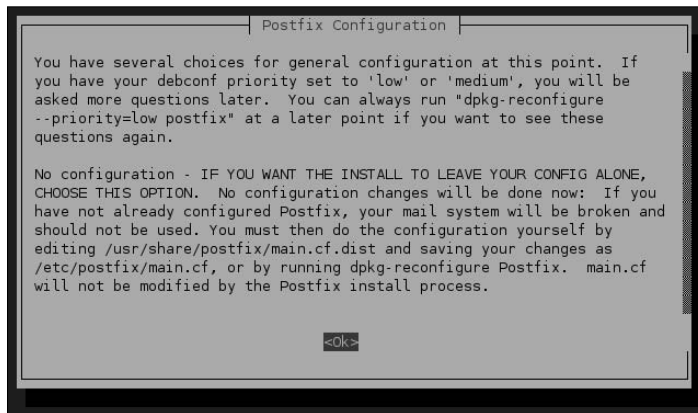 Postfix Configuration
You have several choices for general configuration at this point.  If
you have your debconf priority set to 'low' or 'medium', you will be
asked more questions later.  You can always run "dpkg-reconfigure
--priority=low postfix" at a later point if you want to see these
questions again.
No configuration - IF YOU WANT THE INSTALL TO LEAVE YOUR CONFIG ALONE,
CHOOSE THIS OPTION.  No configuration changes will be done now:  If you
have not already configured Postfix, your mail system will be broken and
should not be used. You must then do the configuration yourself by
editing /usr/share/postfix/main.cf.dist and saving your changes as
/etc/postfix/main.cf, or by running dpkg-reconfigure Postfix.  main.cf
will not be modified by the Postfix install process.
<Ok>